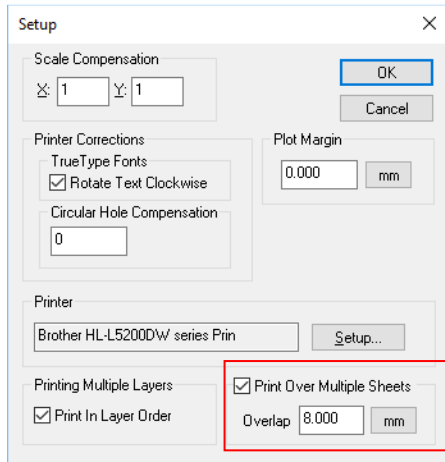 Setup
Scale Compensation
X: 1 Y: 1
OK
Cancel
Printer Corrections
TrueType Fonts
Rotate Text Clockwise
Circular Hole Compensation
0
Plot Margin
0.000 mm
Printer
Brother HL-L5200DW series Prin Setup...
Printing Multiple Layers
Print In Layer Order
Print Over Multiple Sheets
Overlap 8.000 mm